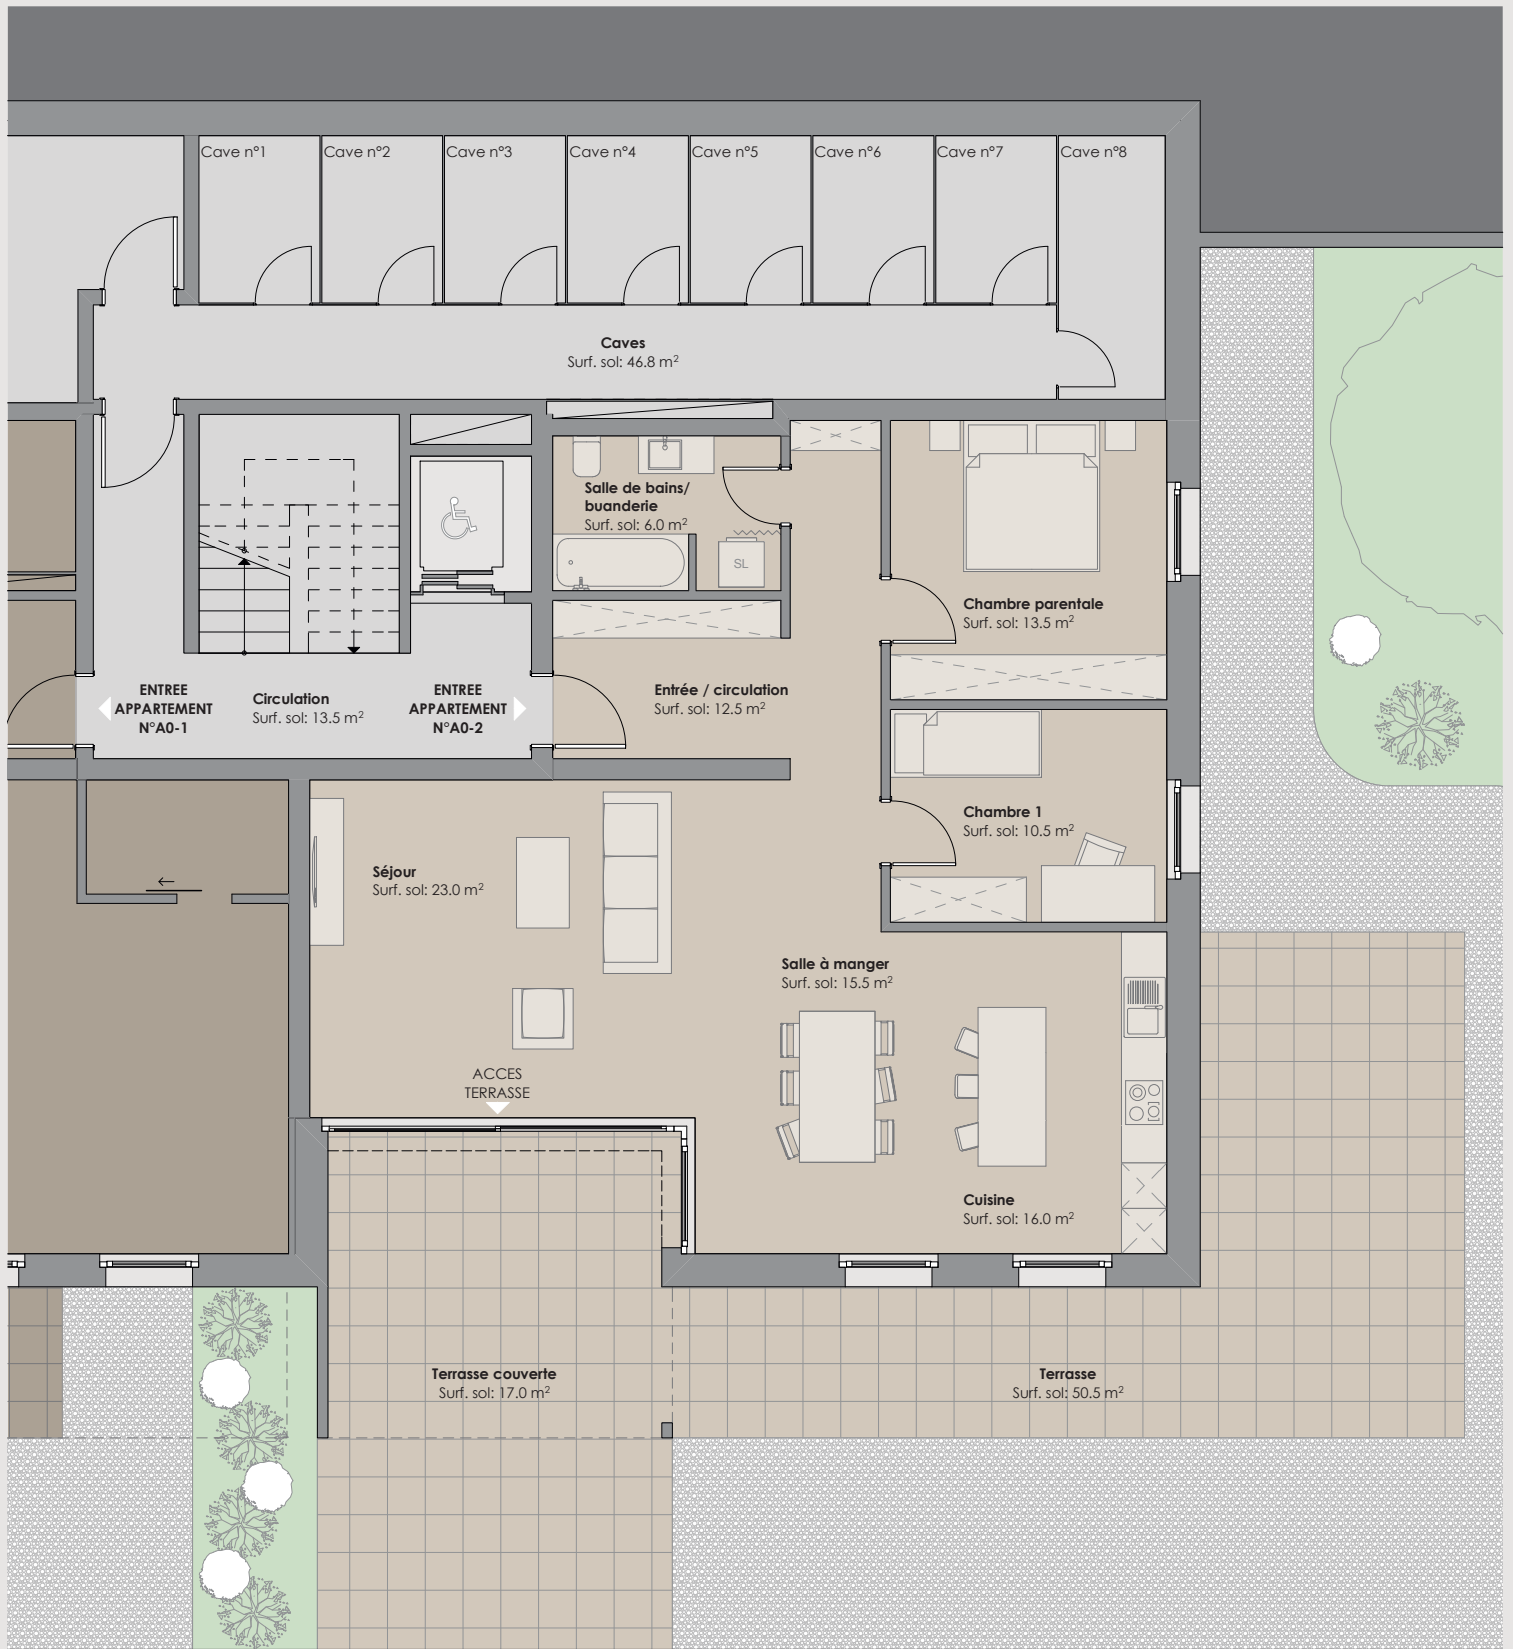 Cave n°1
Cave n°2
Cave n°3
Cave n°4
Cave n°5
Cave n°6
Cave n°7
Cave n°8
Caves
Surf. sol: 46.8 m²
Salle de bains/
buanderie
Surf. sol: 6.0 m²
SL
Chambre parentale
Surf. sol: 13.5 m²
ENTREE
APPARTEMENT
N°A0-1
Circulation
Surf. sol: 13.5 m²
ENTREE
APPARTEMENT
N°A0-2
Entrée / circulation
Surf. sol: 12.5 m²
Chambre 1
Surf. sol: 10.5 m²
Séjour
Surf. sol: 23.0 m²
Salle à manger
Surf. sol: 15.5 m²
ACCES
TERRASSE
Cuisine
Surf. sol: 16.0 m²
Terrasse couverte
Surf. sol: 17.0 m²
Terrasse
Surf. sol: 50.5 m²